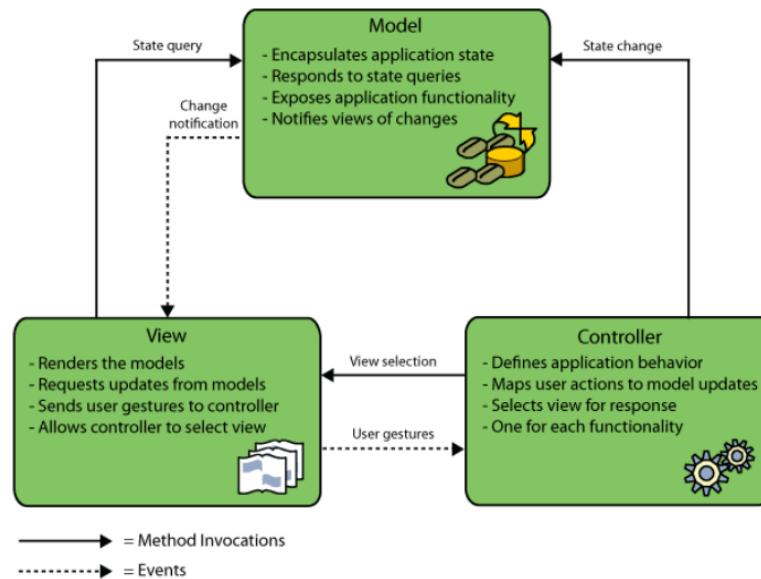 Model
- Encapsulates application state
- Responds to state queries
- Exposes application functionality
- Notifies views of changes
State query
State change
Change
notification
View
- Renders the models
- Requests updates from models
- Sends user gestures to controller
- Allows controller to select view
View selection
User gestures
Controller
- Defines application behavior
- Maps user actions to model updates
- Selects view for response
- One for each functionality
= Method Invocations
= Events